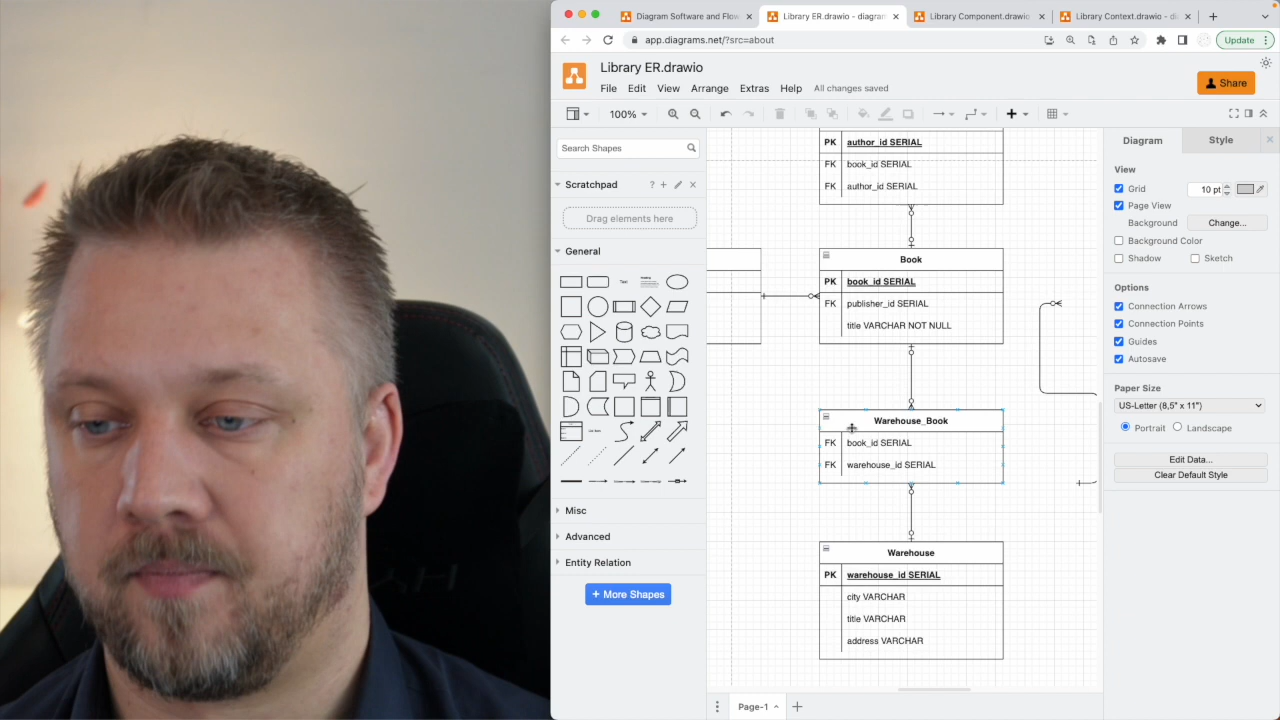 Diagram Software and Flow
Library ER.drawio - diagram
Library Component.drawio
Library Context.drawio - di
app.diagrams.net/?src=about
Update
Library ER.drawio
File Edit View Arrange Extras Help All changes saved
Share
100%
Search Shapes
Scratchpad
Drag elements here
General
Text
Heading
Misc
Advanced
Entity Relation
+ More Shapes
PK author_id SERIAL
FK book_id SERIAL
FK author_id SERIAL
Book
PK book_id SERIAL
FK publisher_id SERIAL
title VARCHAR NOT NULL
Warehouse_Book
FK book_id SERIAL
FK warehouse_id SERIAL
Warehouse
PK warehouse_id SERIAL
city VARCHAR
title VARCHAR
address VARCHAR
Page-1
Diagram Style
View
Grid 10 pt
Page View
Background Change...
Background Color
Shadow Sketch
Options
Connection Arrows
Connection Points
Guides
Autosave
Paper Size
US-Letter (8,5" x 11")
Portrait Landscape
Edit Data...
Clear Default Style